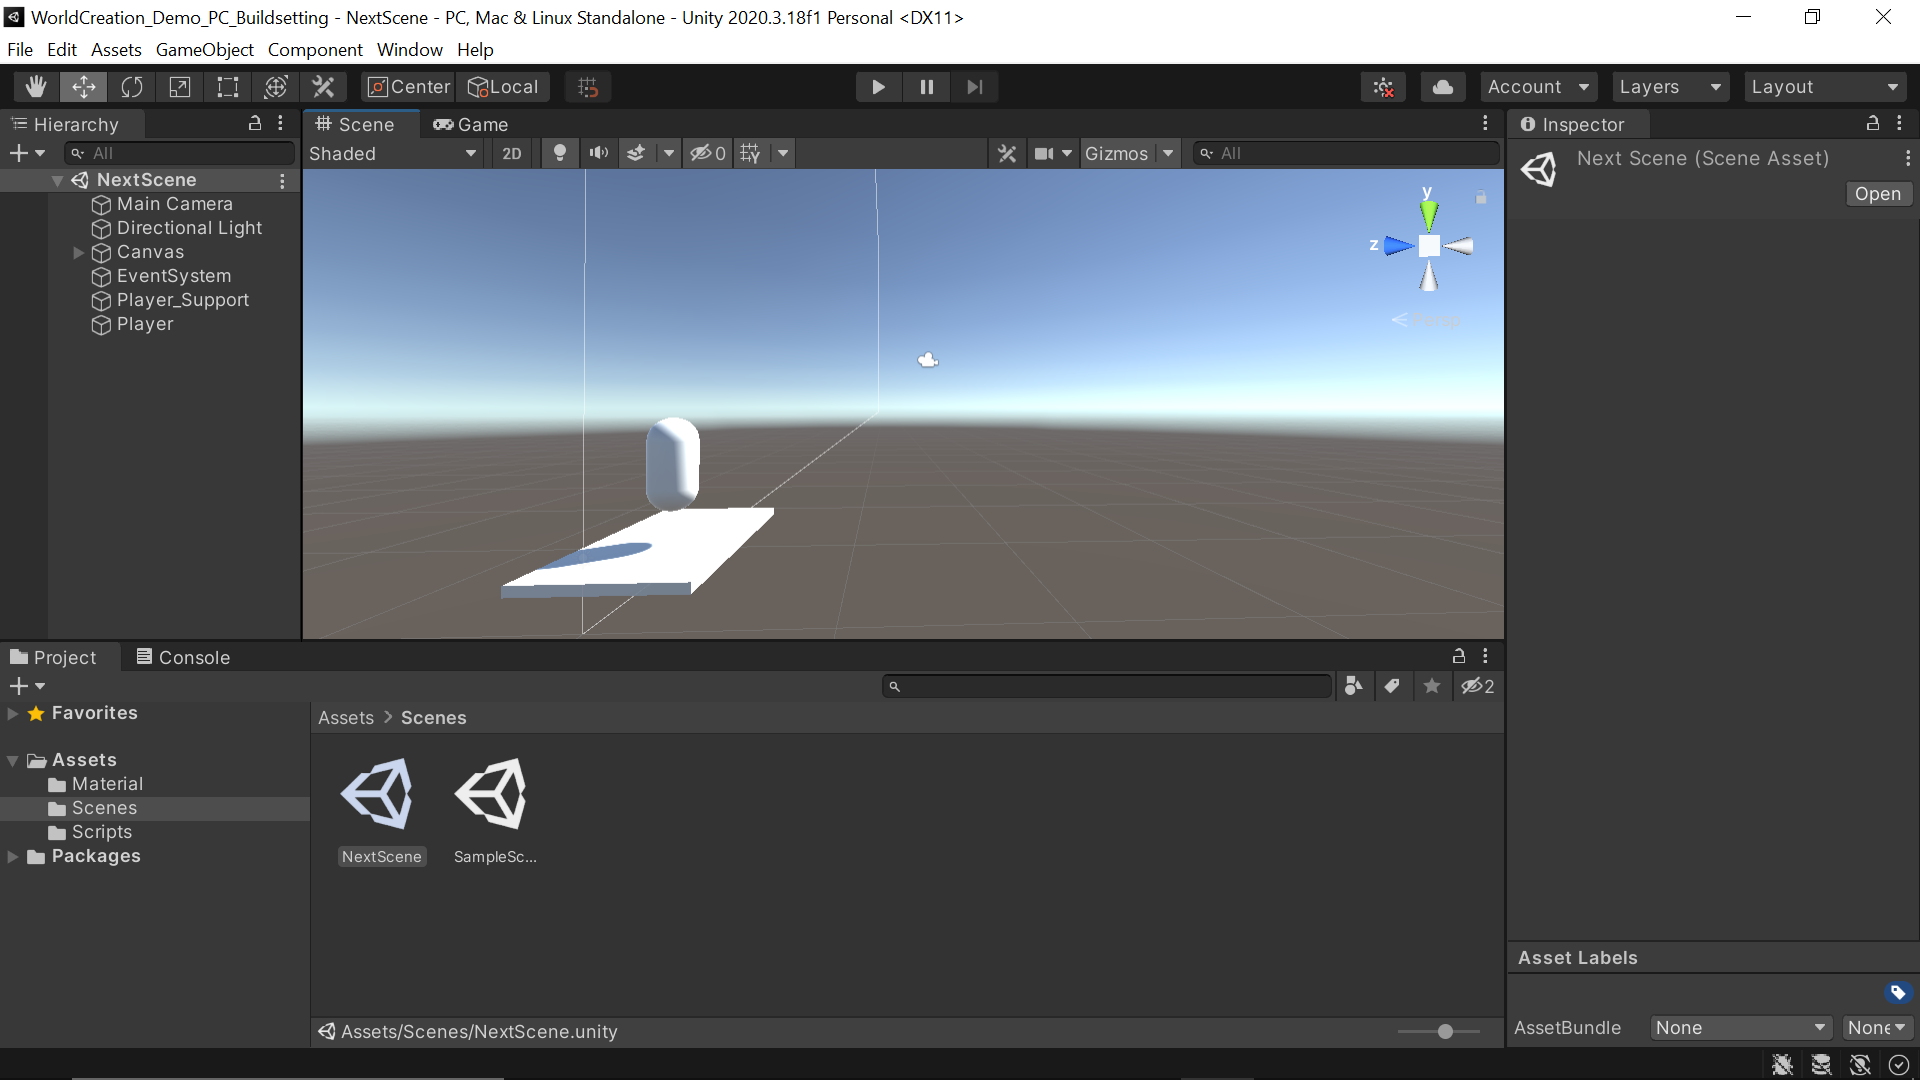 WorldCreation_Demo_PC_Buildsetting - NextScene - PC, Mac & Linux Standalone - Unity 2020.3.18f1 Personal <DX11>
File Edit Assets GameObject Component Window Help
Center Local Account Layers Layout
Hierarchy
All
NextScene
Main Camera
Directional Light
Canvas
EventSystem
Player_Support
Player
Scene Game
Shaded 2D 0 Gizmos All
y
z
Persp
Inspector
Next Scene (Scene Asset)
Open
Project Console
2
Favorites
Assets
Material
Scenes
Scripts
Packages
Assets > Scenes
NextScene SampleSc...
Assets/Scenes/NextScene.unity
Asset Labels
AssetBundle None None